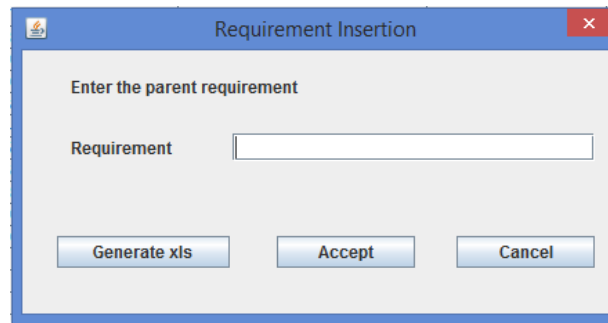 Requirement Insertion
Enter the parent requirement
Requirement
Generate xls Accept Cancel